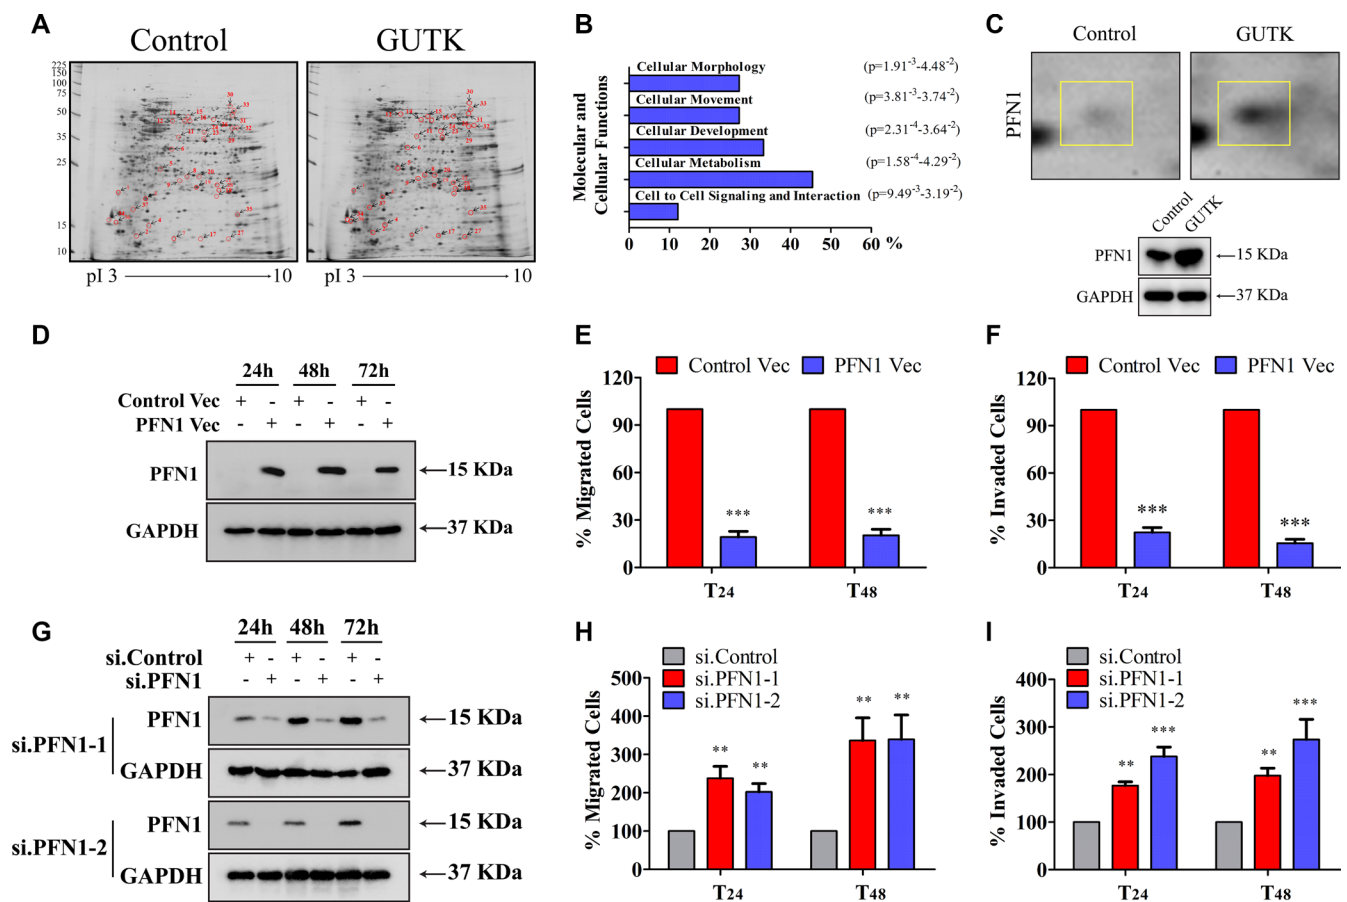 A
Control
GUTK
225
150
100
75
50
35
25
15
10
pI 3
10
pI 3
10
B
Molecular and
Cellular Functions
Cellular Morphology
(p=1.91-3-4.48-2)
Cellular Movement
(p=3.81-3-3.74-2)
Cellular Development
(p=2.31-4-3.64-2)
Cellular Metabolism
(p=1.58-4-4.29-2)
Cell to Cell Signaling and Interaction
(p=9.49-3-3.19-2)
0 10 20 30 40 50 60 %
C
Control
GUTK
PFN1
Control
GUTK
PFN1
15 KDa
GAPDH
37 KDa
D
24h 48h 72h
Control Vec + - + - + -
PFN1 Vec - + - + - +
PFN1
15 KDa
GAPDH
37 KDa
E
Control Vec
PFN1 Vec
% Migrated Cells
120
90
60
30
0
***
***
T24
T48
F
Control Vec
PFN1 Vec
% Invaded Cells
120
90
60
30
0
***
***
T24
T48
G
24h 48h 72h
si.Control + - + - + -
si.PFN1 - + - + - +
si.PFN1-1
PFN1
15 KDa
GAPDH
37 KDa
si.PFN1-2
PFN1
15 KDa
GAPDH
37 KDa
H
si.Control
si.PFN1-1
si.PFN1-2
% Migrated Cells
500
400
300
200
100
0
**
**
**
**
T24
T48
I
si.Control
si.PFN1-1
si.PFN1-2
% Invaded Cells
400
300
200
100
0
**
***
**
***
T24
T48